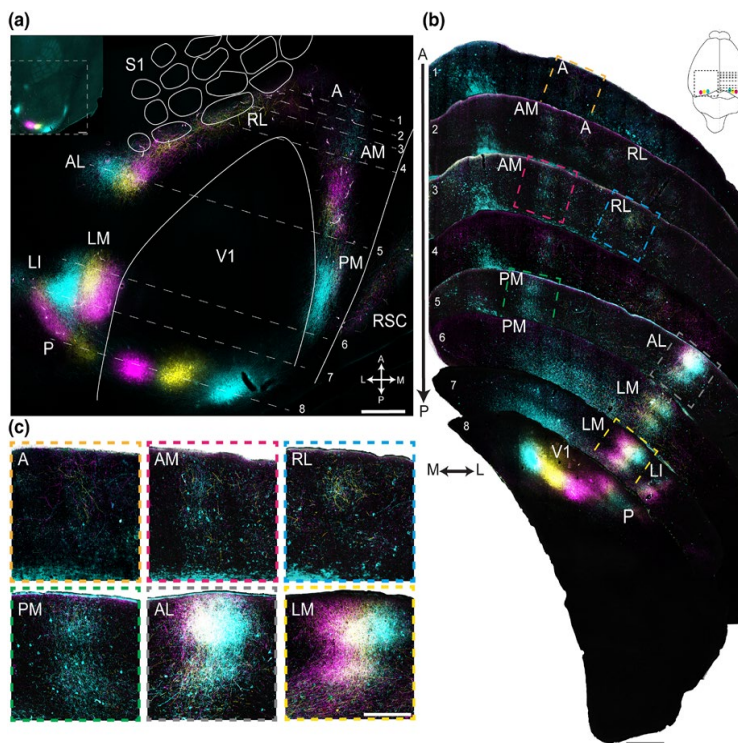 (a)
S1
A
RL
1
2
3
4
AM
AL
V1
LM
LI
5
PM
RSC
P
6
7
8
A
L M
P
(b)
A
1
A
AM
A
2
RL
AM
3
RL
4
PM
5
PM
AL
6
LM
7
LM
8
V1
LI
P
P
M L
(c)
A
AM
RL
PM
AL
LM